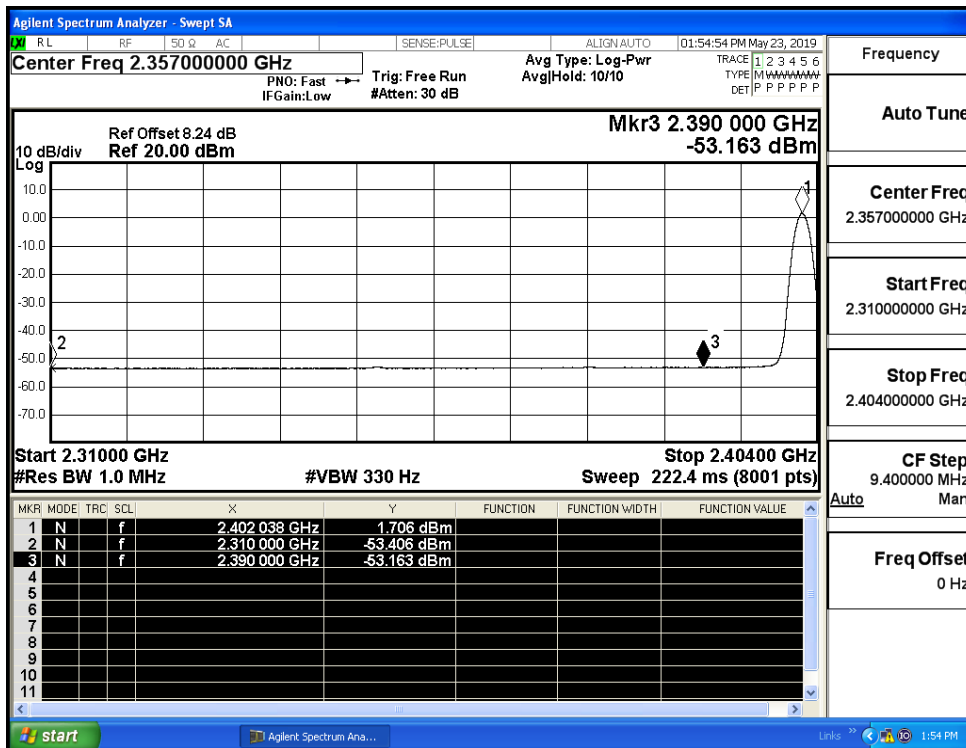 Agilent Spectrum Analyzer - Swept SA
LXI RL RF 50 Ω AC SENSE:PULSE ALIGNAUTO 01:54:54 PM May 23, 2019
Center Freq 2.357000000 GHz
PNO: Fast
IFGain:Low
Trig: Free Run
#Atten: 30 dB
Avg Type: Log-Pwr
Avg|Hold: 10/10
TRACE 1 2 3 4 5 6
TYPE M W W W W W
DET P P P P P P
Mkr3 2.390 000 GHz
-53.163 dBm
Ref Offset 8.24 dB
10 dB/div Ref 20.00 dBm
Log
10.0
0.00
-10.0
-20.0
-30.0
-40.0
-50.0
-60.0
-70.0
1
2
3
Start 2.31000 GHz Stop 2.40400 GHz
#Res BW 1.0 MHz #VBW 330 Hz Sweep 222.4 ms (8001 pts)
MKR MODE TRC SCL X Y FUNCTION FUNCTION WIDTH FUNCTION VALUE
1 N f 2.402 038 GHz 1.706 dBm
2 N f 2.310 000 GHz -53.406 dBm
3 N f 2.390 000 GHz -53.163 dBm
4
5
6
7
8
9
10
11
Frequency
Auto Tune
Center Freq
2.357000000 GHz
Start Freq
2.310000000 GHz
Stop Freq
2.404000000 GHz
CF Step
9.400000 MHz
Auto Man
Freq Offset
0 Hz
start Agilent Spectrum Ana... Links » 1:54 PM